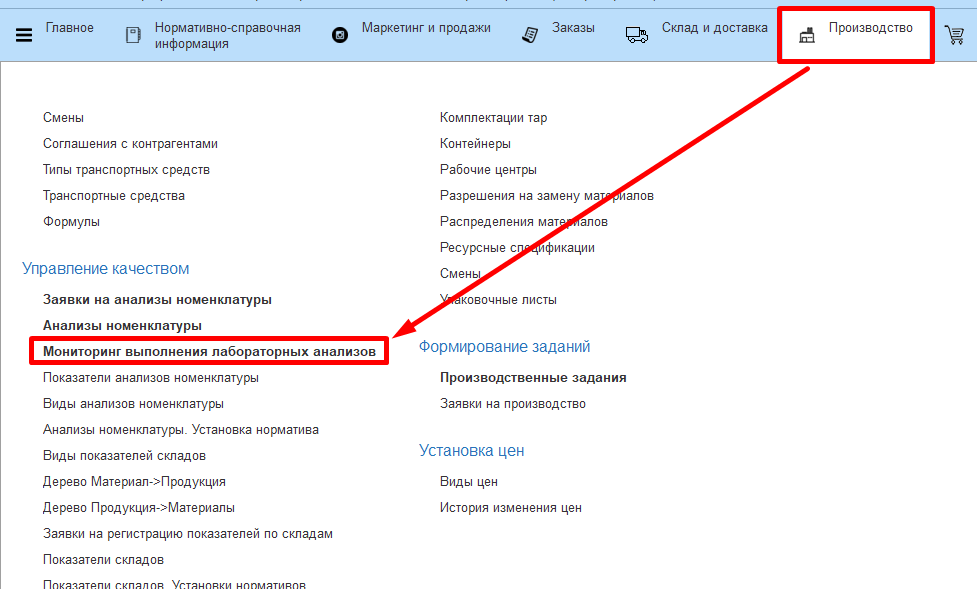 Главное
Нормативно-справочная
информация
Маркетинг и продажи
Заказы
Склад и доставка
Производство
Смены
Соглашения с контрагентами
Типы транспортных средств
Транспортные средства
Формулы
Управление качеством
Заявки на анализы номенклатуры
Анализы номенклатуры
Мониторинг выполнения лабораторных анализов
Показатели анализов номенклатуры
Виды анализов номенклатуры
Анализы номенклатуры. Установка норматива
Виды показателей складов
Дерево Материал->Продукция
Дерево Продукция->Материалы
Заявки на регистрацию показателей по складам
Показатели складов
Показатели складов. Установки нормативов
Комплектации тар
Контейнеры
Рабочие центры
Разрешения на замену материалов
Распределения материалов
Ресурсные спецификации
Смены
Упаковочные листы
Формирование заданий
Производственные задания
Заявки на производство
Установка цен
Виды цен
История изменения цен